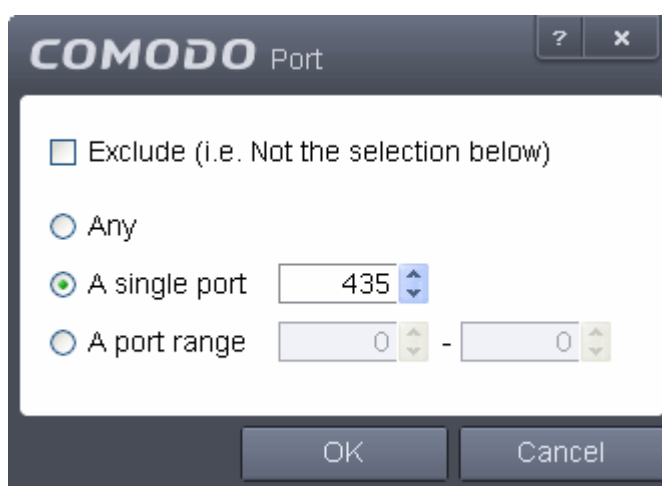 COMODO Port
? x
Exclude (i.e. Not the selection below)
Any
A single port 435
A port range 0 - 0
OK Cancel